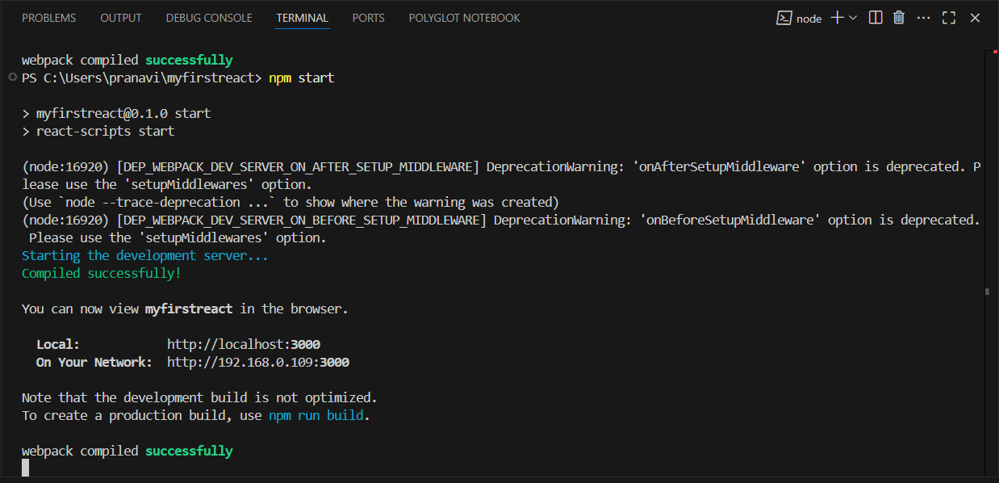 PROBLEMS OUTPUT DEBUG CONSOLE TERMINAL PORTS POLYGLOT NOTEBOOK node
webpack compiled successfully
PS C:\Users\pranavi\myfirstreact> npm start
> myfirstreact@0.1.0 start
> react-scripts start
(node:16920) [DEP_WEBPACK_DEV_SERVER_ON_AFTER_SETUP_MIDDLEWARE] DeprecationWarning: 'onAfterSetupMiddleware' option is deprecated. P
lease use the 'setupMiddlewares' option.
(Use `node --trace-deprecation ...` to show where the warning was created)
(node:16920) [DEP_WEBPACK_DEV_SERVER_ON_BEFORE_SETUP_MIDDLEWARE] DeprecationWarning: 'onBeforeSetupMiddleware' option is deprecated.
 Please use the 'setupMiddlewares' option.
Starting the development server...
Compiled successfully!
You can now view myfirstreact in the browser.
Local: http://localhost:3000
On Your Network: http://192.168.0.109:3000
Note that the development build is not optimized.
To create a production build, use npm run build.
webpack compiled successfully